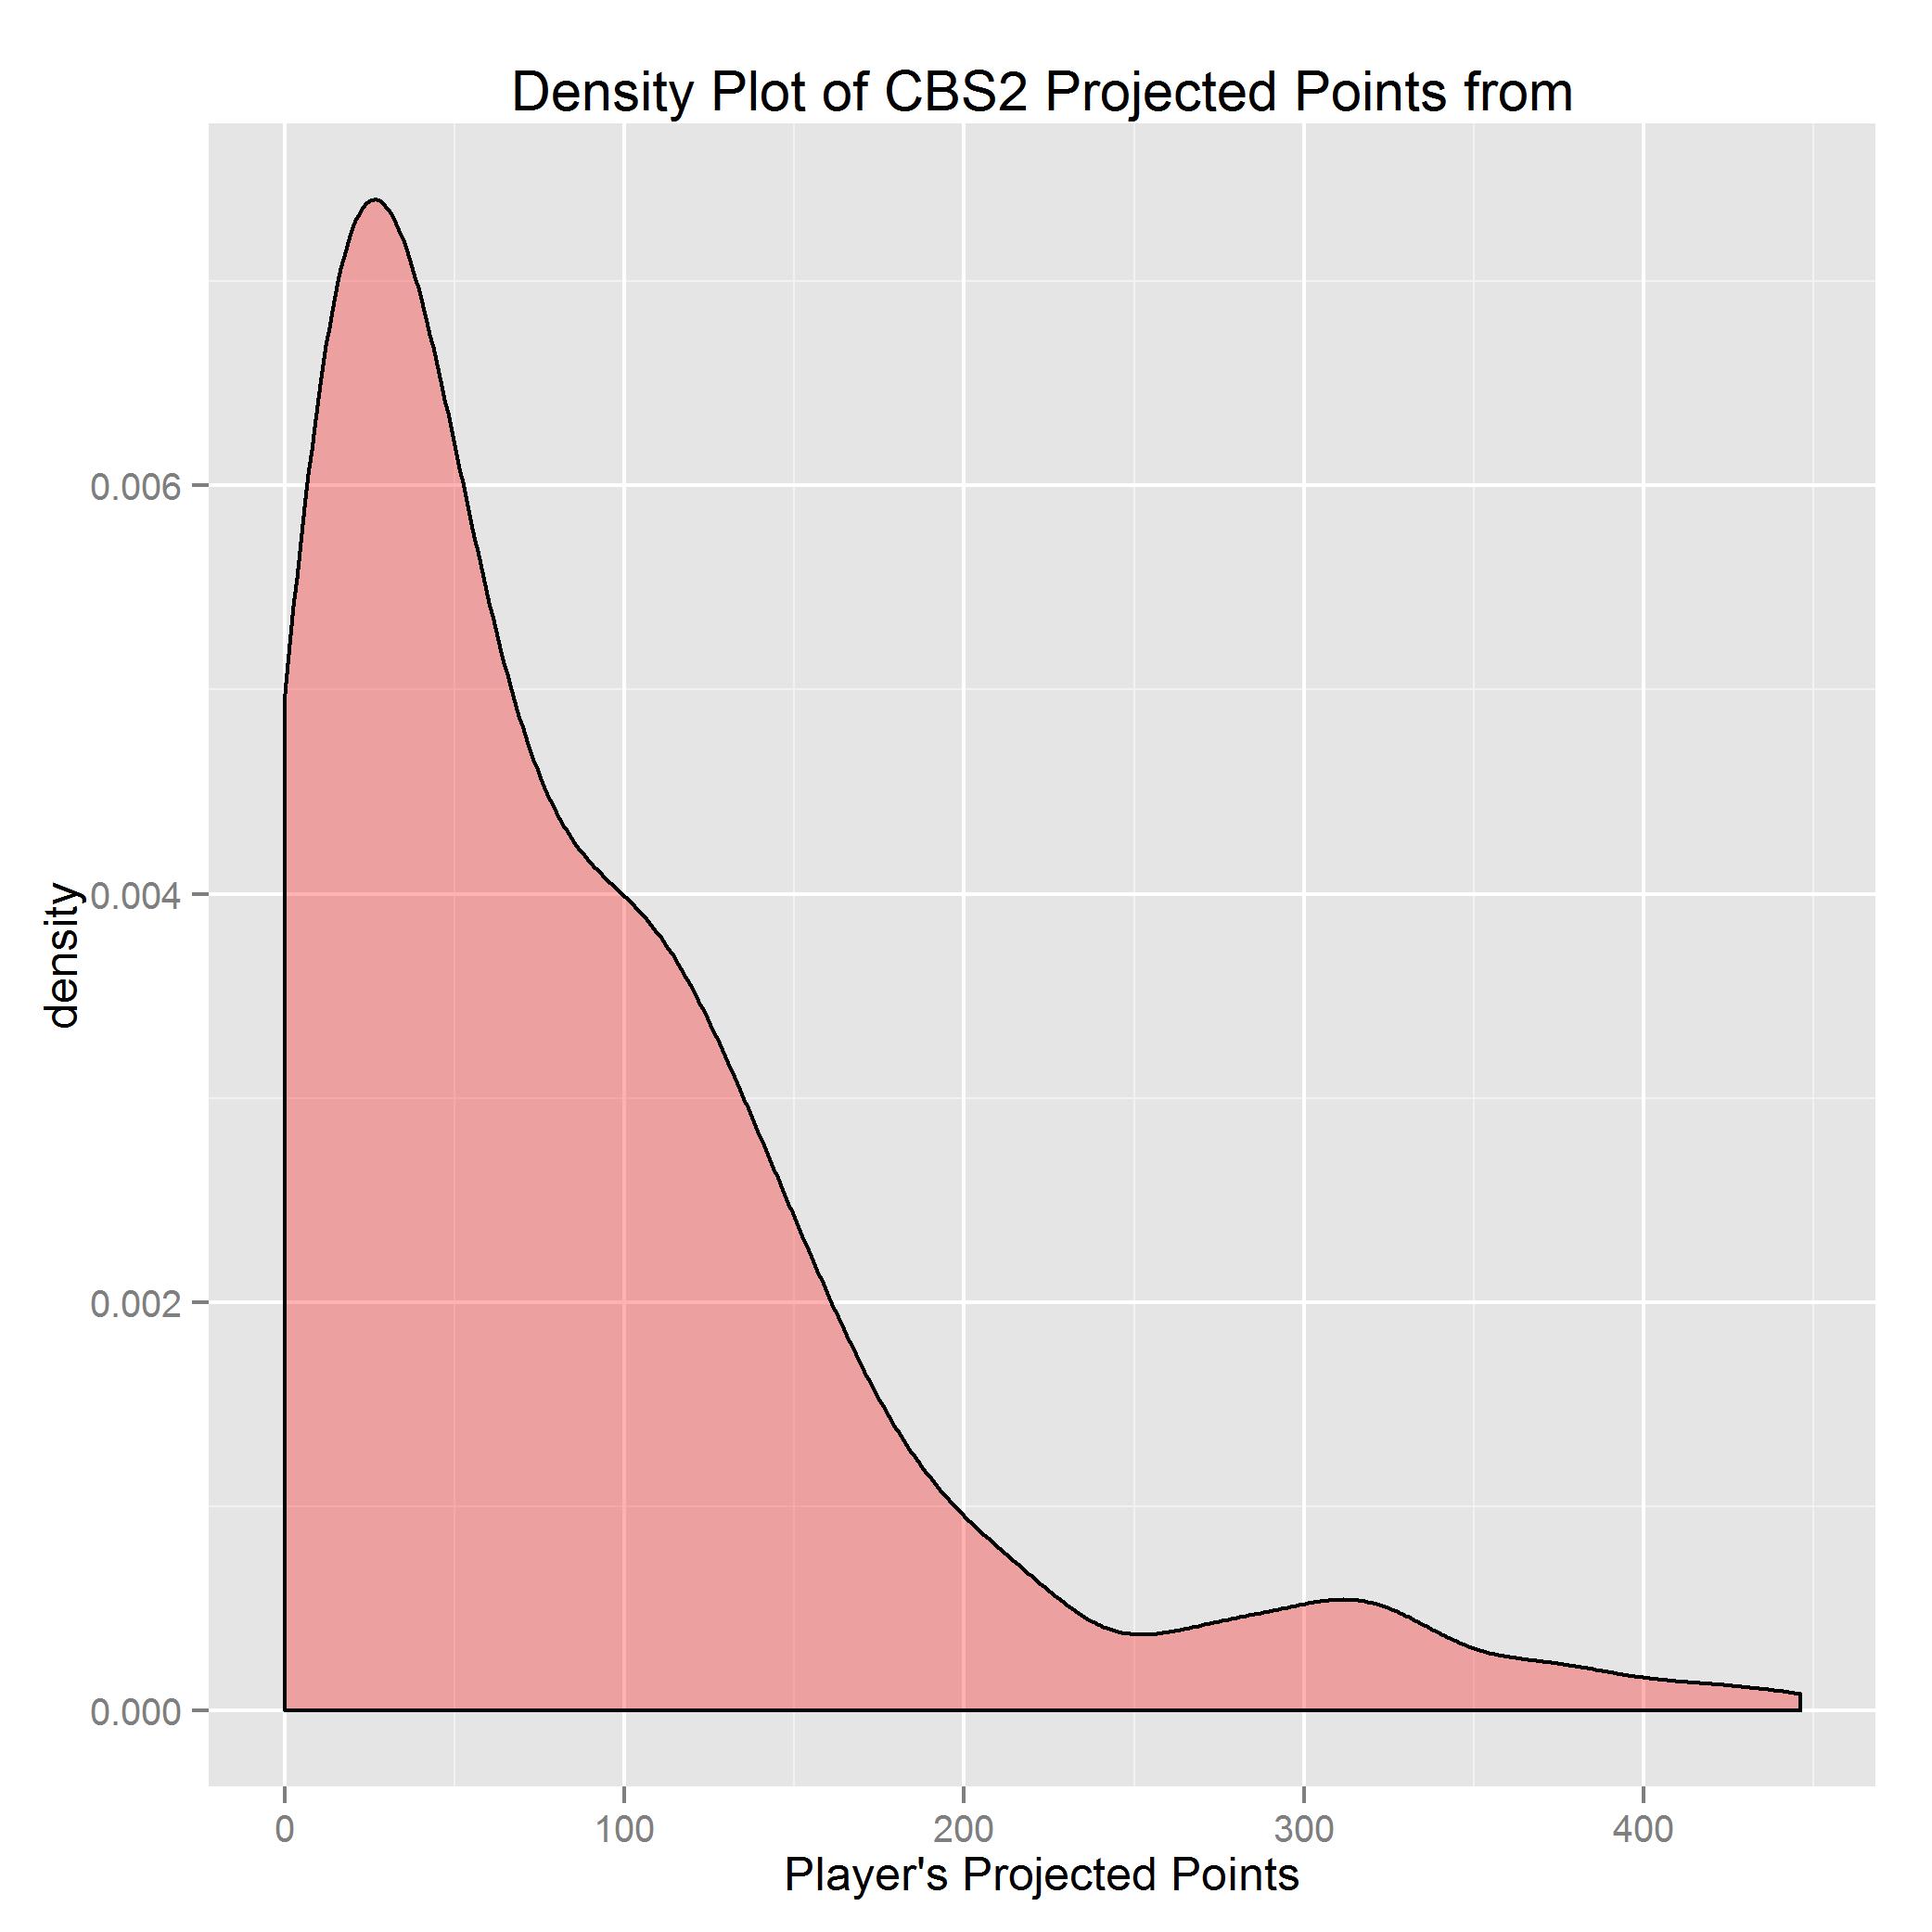 Density Plot of CBS2 Projected Points from
density
0.006
0.004
0.002
0.000
0 100 200 300 400
Player's Projected Points